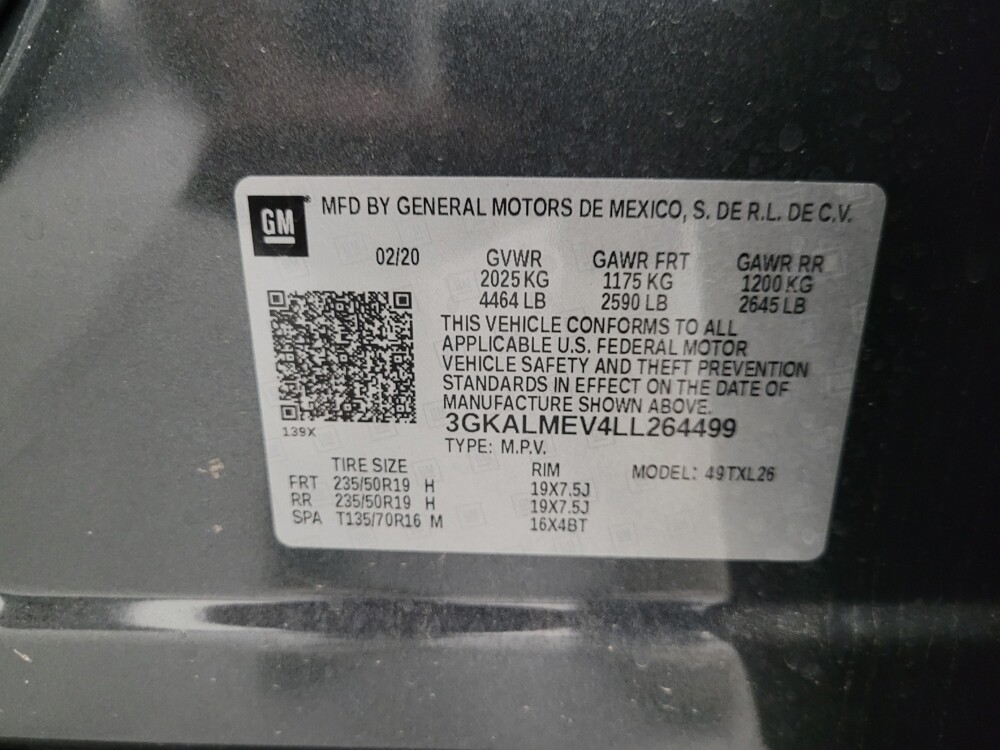 GM
MFD BY GENERAL MOTORS DE MEXICO, S. DE R.L. DE C.V.
02/20 GVWR GAWR FRT GAWR RR
2025 KG 1175 KG 1200 KG
4464 LB 2590 LB 2645 LB
THIS VEHICLE CONFORMS TO ALL
APPLICABLE U.S. FEDERAL MOTOR
VEHICLE SAFETY AND THEFT PREVENTION
STANDARDS IN EFFECT ON THE DATE OF
MANUFACTURE SHOWN ABOVE.
139X
3GKALMEV4LL264499
TYPE: M.P.V.
TIRE SIZE RIM MODEL: 49TXL26
FRT 235/50R19 H 19X7.5J
RR 235/50R19 H 19X7.5J
SPA T135/70R16 M 16X4BT